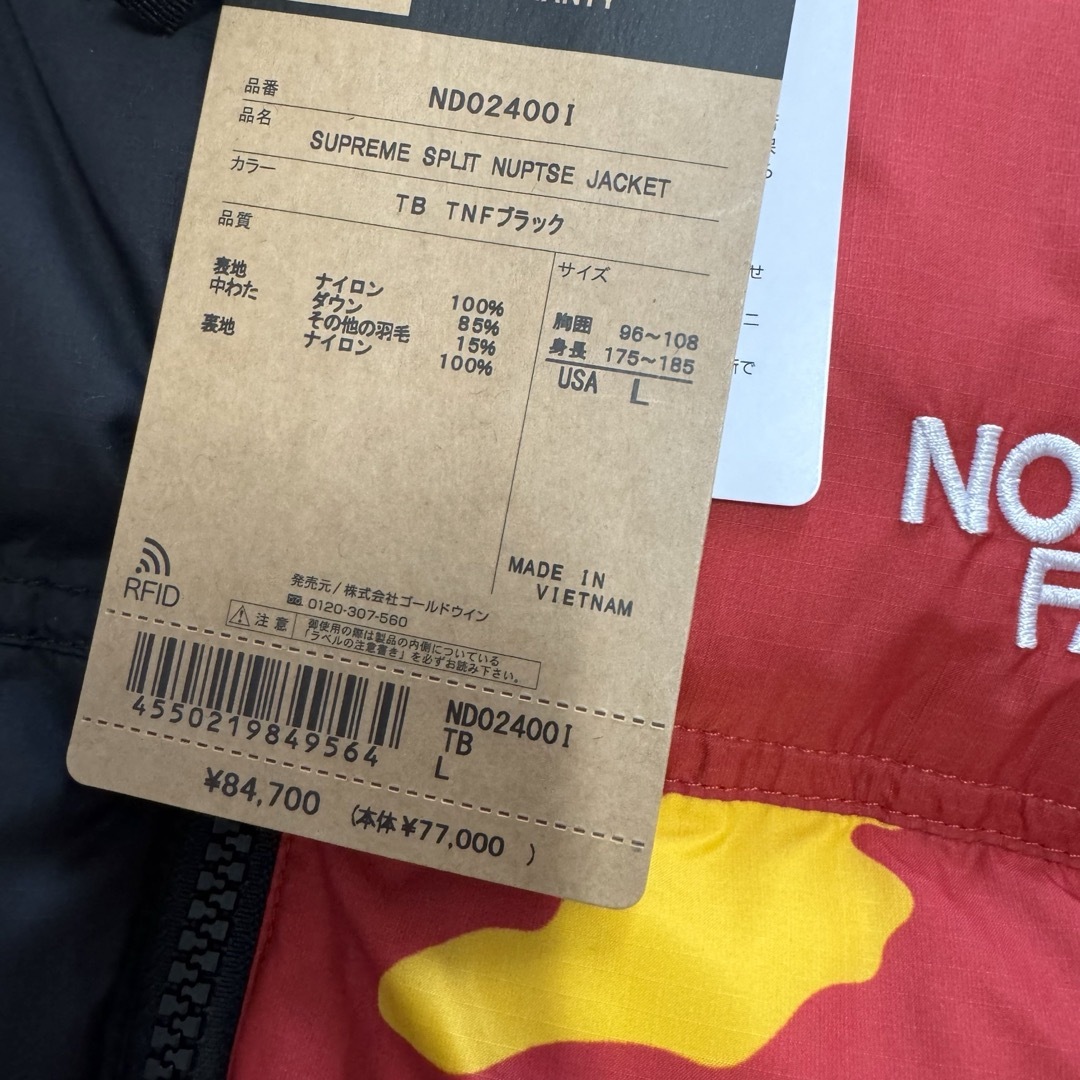 品番 ND02400I
品名 SUPREME SPLIT NUPTSE JACKET
カラー TB TNFブラック
品質
表地 ナイロン 100%
中わた ダウン 85%
その他の羽毛 15%
裏地 ナイロン 100%
サイズ
胸囲 96~108
身長 175~185
USA L
MADE IN
VIETNAM
RFID
発売元/株式会社ゴールドウイン
0120-307-560
注意
御使用の際は製品の内側についている
「ラベルの注意書き」を必ずお読み下さい。
4550219849564
ND02400I
TB
L
¥84,700 (本体¥77,000 )
せ
ニ
で
NO
F